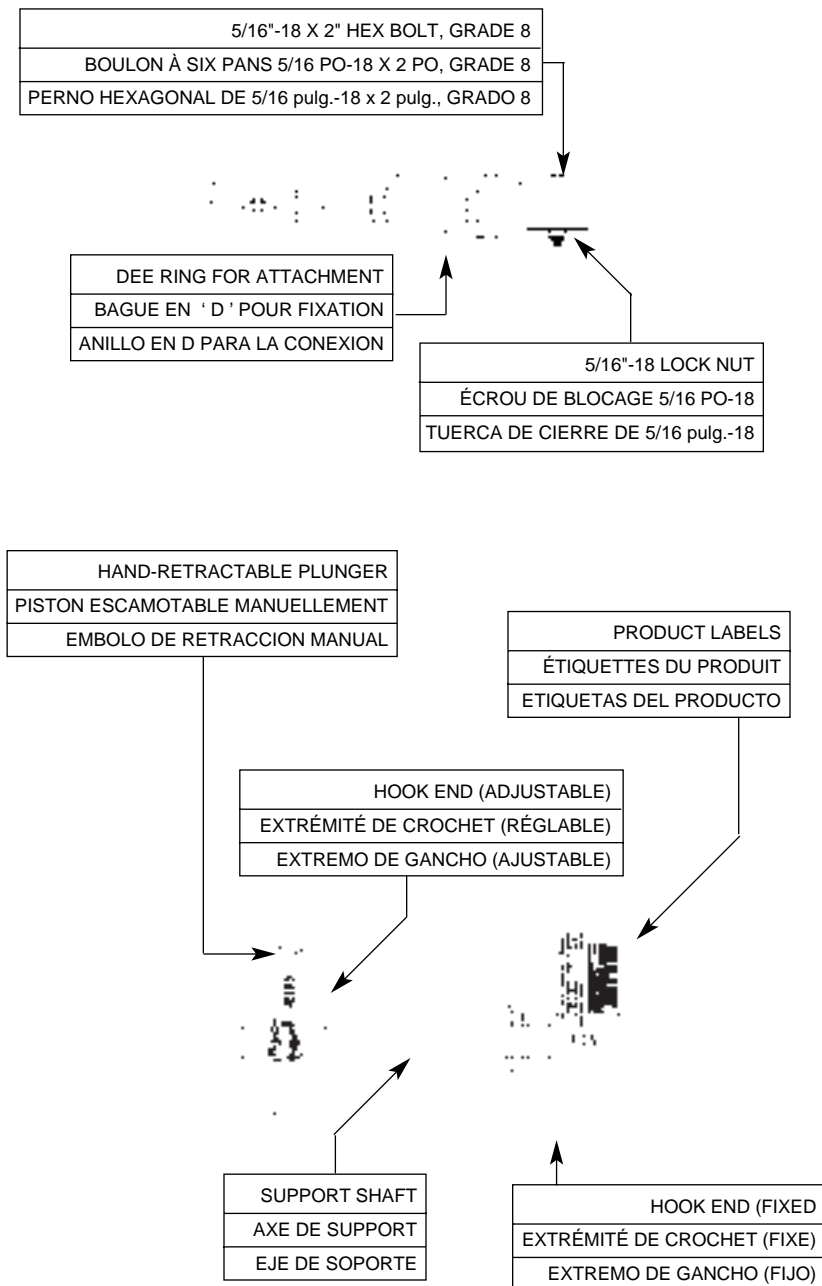 5/16"-18 X 2" HEX BOLT, GRADE 8
BOULON À SIX PANS 5/16 PO-18 X 2 PO, GRADE 8
PERNO HEXAGONAL DE 5/16 pulg.-18 x 2 pulg., GRADO 8
DEE RING FOR ATTACHMENT
BAGUE EN ‘ D ’ POUR FIXATION
ANILLO EN D PARA LA CONEXION
5/16"-18 LOCK NUT
ÉCROU DE BLOCAGE 5/16 PO-18
TUERCA DE CIERRE DE 5/16 pulg.-18
HAND-RETRACTABLE PLUNGER
PISTON ESCAMOTABLE MANUELLEMENT
EMBOLO DE RETRACCION MANUAL
PRODUCT LABELS
ÉTIQUETTES DU PRODUIT
ETIQUETAS DEL PRODUCTO
HOOK END (ADJUSTABLE)
EXTRÉMITÉ DE CROCHET (RÉGLABLE)
EXTREMO DE GANCHO (AJUSTABLE)
SUPPORT SHAFT
AXE DE SUPPORT
EJE DE SOPORTE
HOOK END (FIXED
EXTRÉMITÉ DE CROCHET (FIXE)
EXTREMO DE GANCHO (FIJO)